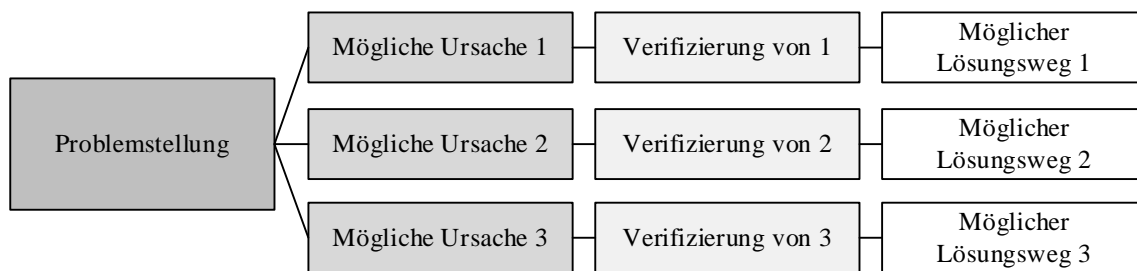 Problemstellung
Mögliche Ursache 1
Verifizierung von 1
Möglicher
Lösungsweg 1
Mögliche Ursache 2
Verifizierung von 2
Möglicher
Lösungsweg 2
Mögliche Ursache 3
Verifizierung von 3
Möglicher
Lösungsweg 3